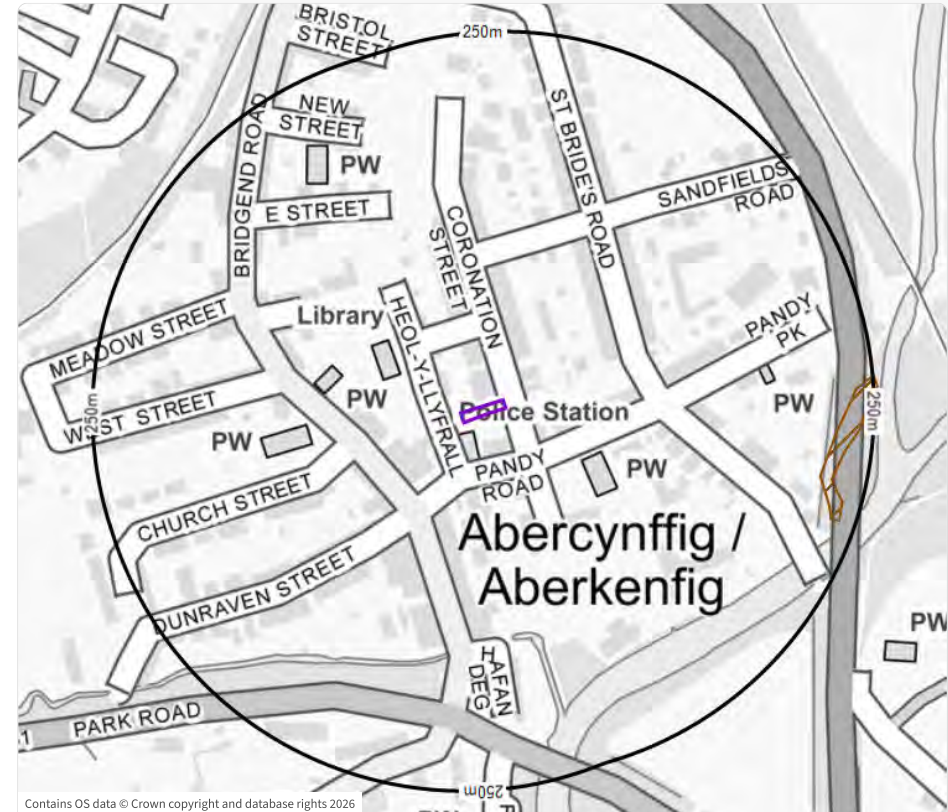 BRISTOL
STREET
250m
NEW
STREET
PW
E STREET
BRIDGEND ROAD
ST BRIDE'S ROAD
SANDFIELDS
ROAD
CORONATION
STREET
MEADOW STREET
Library
HEOL-Y-LLYFRALL
PANDY
PK
PW
PW
250m
WEST STREET
250m
Police Station
PW
PANDY
ROAD
PW
CHURCH STREET
Abercynffig /
Aberkenfig
DUNRAVEN STREET
PW
HAFAN
DEG
PARK ROAD
250m
Contains OS data © Crown copyright and database rights 2026